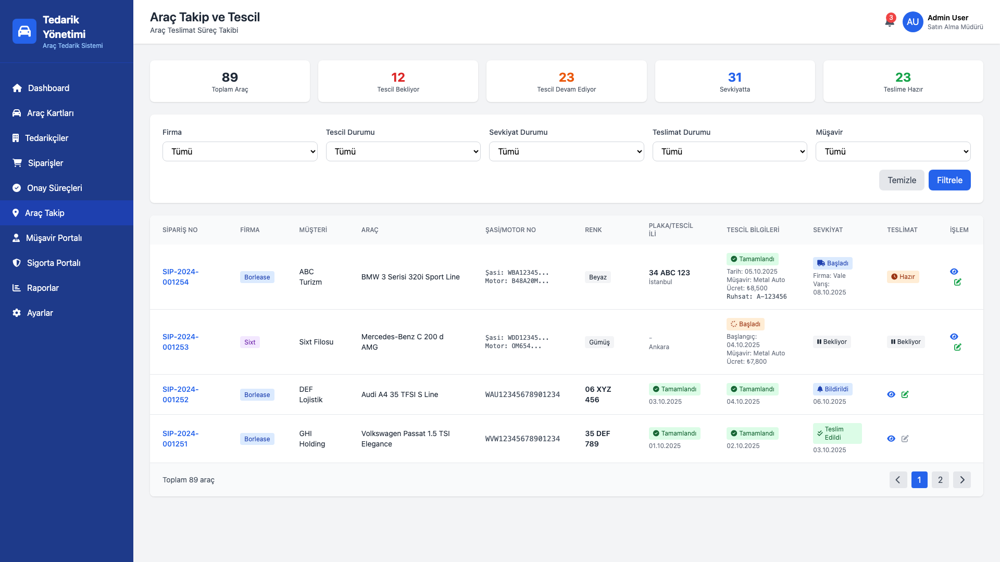 Tedarik
Yönetimi
Araç Tedarik Sistemi
Dashboard
Araç Kartları
Tedarikçiler
Siparişler
Onay Süreçleri
Araç Takip
Müşavir Portalı
Sigorta Portalı
Raporlar
Ayarlar
Araç Takip ve Tescil
Araç Teslimat Süreç Takibi
3
AU
Admin User
Satın Alma Müdürü
89
Toplam Araç
12
Tescil Bekliyor
23
Tescil Devam Ediyor
31
Sevkiyatta
23
Teslime Hazır
Firma
Tümü
Tescil Durumu
Tümü
Sevkiyat Durumu
Tümü
Teslimat Durumu
Tümü
Müşavir
Tümü
Temizle
Filtrele
SİPARİŞ NO
FİRMA
MÜŞTERİ
ARAÇ
ŞASİ/MOTOR NO
RENK
PLAKA/TESCİL
İLİ
TESCİL BİLGİLERİ
SEVKİYAT
TESLİMAT
İŞLEM
SIP-2024-
001254
Borlease
ABC
Turizm
BMW 3 Serisi 320i Sport Line
Şasi: WBA12345...
Motor: B48A20M...
Beyaz
34 ABC 123
İstanbul
Tamamlandı
Tarih: 05.10.2025
Müşavir: Metal Auto
Ücret: ₺8,500
Ruhsat: A-123456
Başladı
Firma: Vale
Varış:
08.10.2025
Hazır
SIP-2024-
001253
Sixt
Sixt Filosu
Mercedes-Benz C 200 d
AMG
Şasi: WDD12345...
Motor: OM654...
Gümüş
-
Ankara
Başladı
Başlangıç:
04.10.2025
Müşavir: Metal Auto
Ücret: ₺7,800
Bekliyor
Bekliyor
SIP-2024-
001252
Borlease
DEF
Lojistik
Audi A4 35 TFSI S Line
WAU12345678901234
06 XYZ
456
Tamamlandı
03.10.2025
Tamamlandı
04.10.2025
Bildirildi
06.10.2025
SIP-2024-
001251
Borlease
GHI
Holding
Volkswagen Passat 1.5 TSI
Elegance
WVW12345678901234
35 DEF
789
Tamamlandı
01.10.2025
Tamamlandı
02.10.2025
Teslim
Edildi
03.10.2025
Toplam 89 araç
1
2